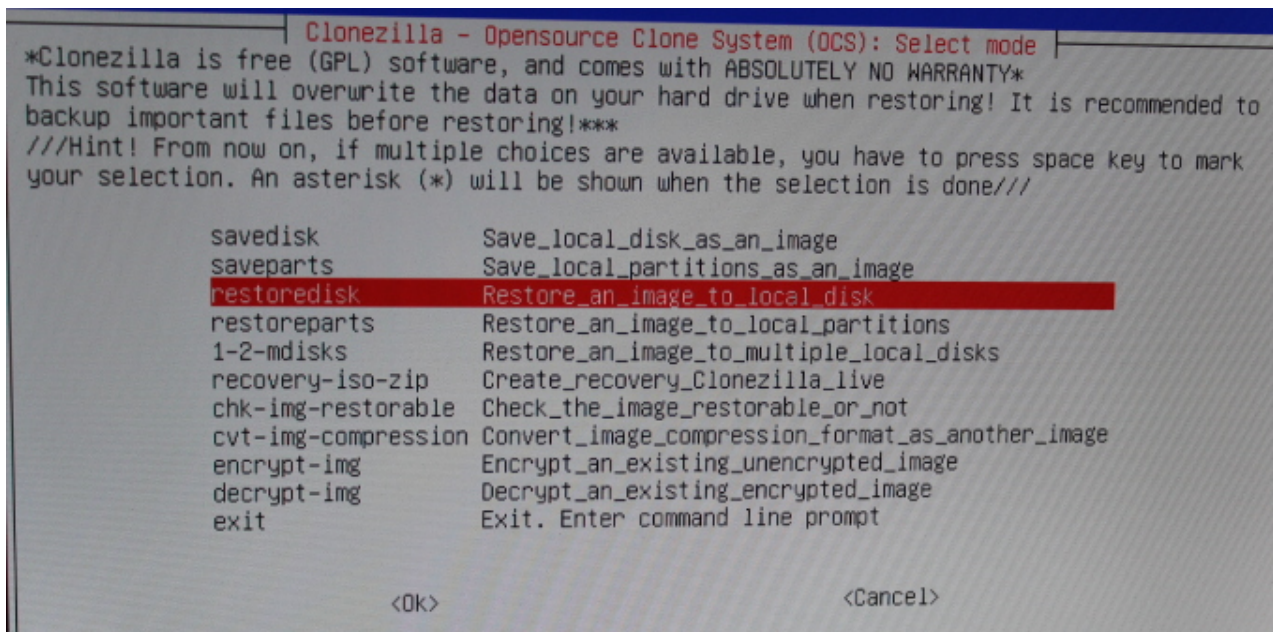 Clonezilla - Opensource Clone System (OCS): Select mode
*Clonezilla is free (GPL) software, and comes with ABSOLUTELY NO WARRANTY*
This software will overwrite the data on your hard drive when restoring! It is recommended to
backup important files before restoring!***
///Hint! From now on, if multiple choices are available, you have to press space key to mark
your selection. An asterisk (*) will be shown when the selection is done///
savedisk Save_local_disk_as_an_image
saveparts Save_local_partitions_as_an_image
restoredisk Restore_an_image_to_local_disk
restoreparts Restore_an_image_to_local_partitions
1-2-mdisks Restore_an_image_to_multiple_local_disks
recovery-iso-zip Create_recovery_Clonezilla_live
chk-img-restorable Check_the_image_restorable_or_not
cvt-img-compression Convert_image_compression_format_as_another_image
encrypt-img Encrypt_an_existing_unencrypted_image
decrypt-img Decrypt_an_existing_encrypted_image
exit Exit. Enter command line prompt
<Ok> <Cancel>